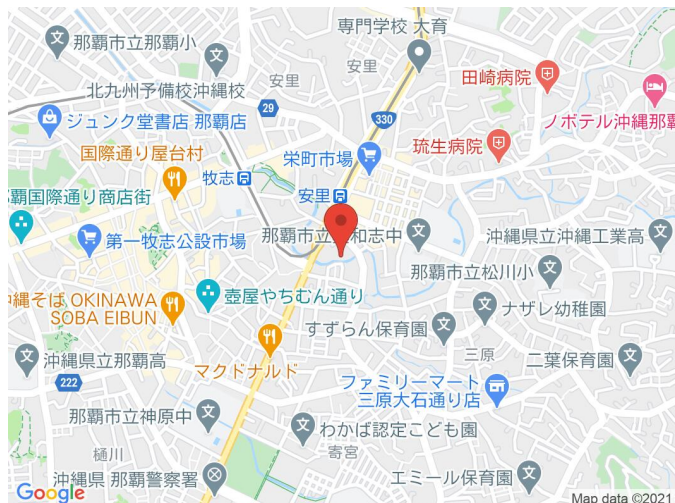 専門学校 大育
那覇市立那覇小
安里
安里
田崎病院
北九州予備校沖縄校
29
330
ノボテル沖縄那覇
ジュンク堂書店 那覇店
琉生病院
国際通り屋台村
栄町市場
牧志
安里
那覇国際通り商店街
第一牧志公設市場
那覇市立
和志中
沖縄県立沖縄工業高
那覇市立松川小
沖縄そば OKINAWA
SOBA EIBUN
壺屋やちむん通り
ナザレ幼稚園
すずらん保育園
三原
二葉保育園
沖縄県立那覇高
マクドナルド
222
ファミリーマート
三原大石通り店
那覇市立神原中
わかば認定こども園
樋川
寄宮
沖縄県 那覇警察署
エミール保育園
Google
Map data ©2021